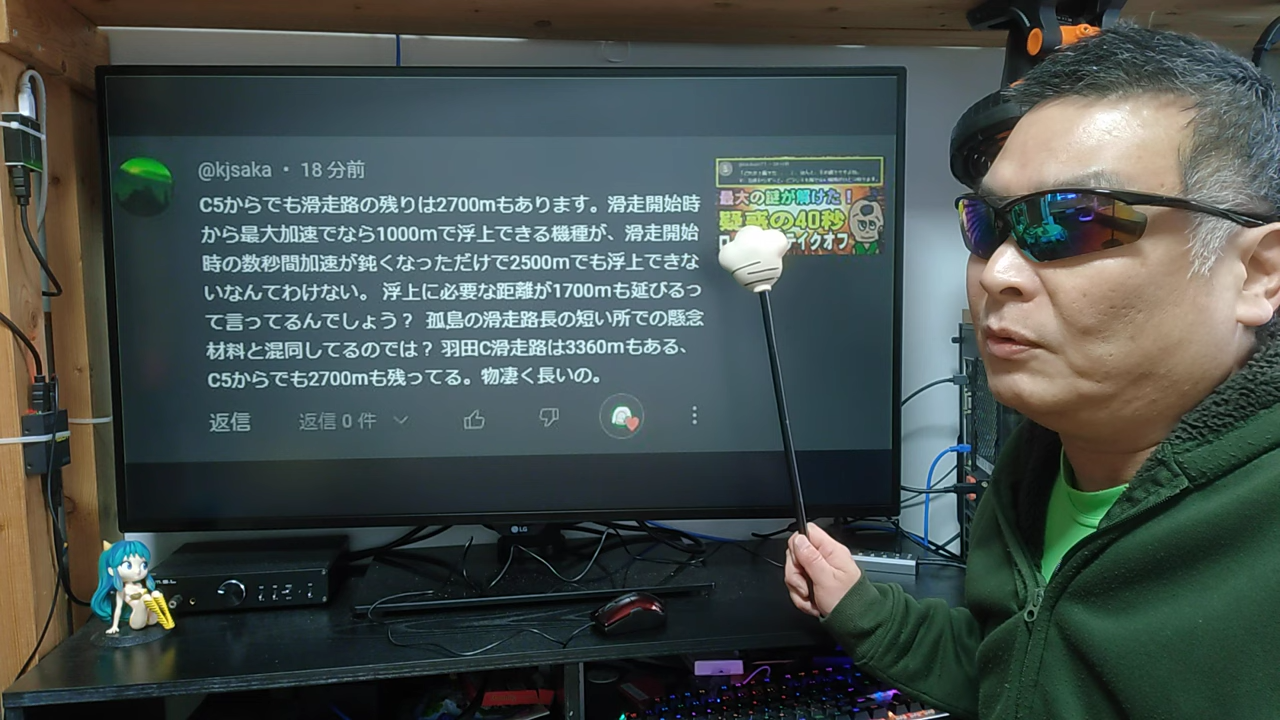 @kjsaka・18 分前
C5からでも滑走路の残りは2700mもあります。滑走開始時
から最大加速でなら1000mで浮上できる機種が、滑走開始
時の数秒間加速が鈍くなっただけで2500mでも浮上できな
いなんてわけない。 浮上に必要な距離が1700mも延びるっ
て言ってるんでしょう？ 孤島の滑走路長の短い所での懸念
材料と混同してるのでは？ 羽田C滑走路は3360mもある、
C5からでも2700mも残ってる。物凄く長いの。
返信 返信 0 件
最大の謎が解けた！
疑惑の40秒
テイクオフ
LG